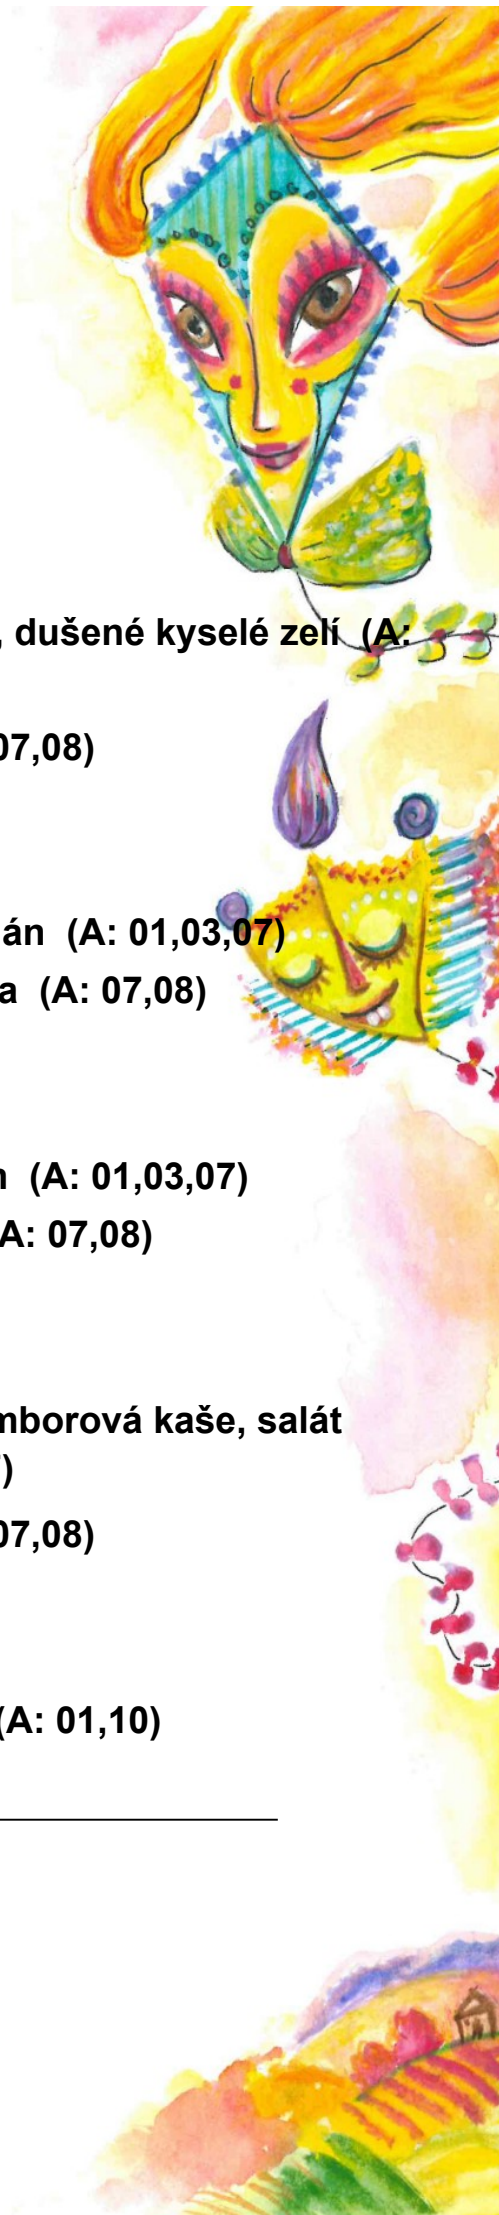 , dušené kyselé zelí (A:
07,08)
án (A: 01,03,07)
a (A: 07,08)
(A: 01,03,07)
A: 07,08)
mborová kaše, salát
)
07,08)
(A: 01,10)